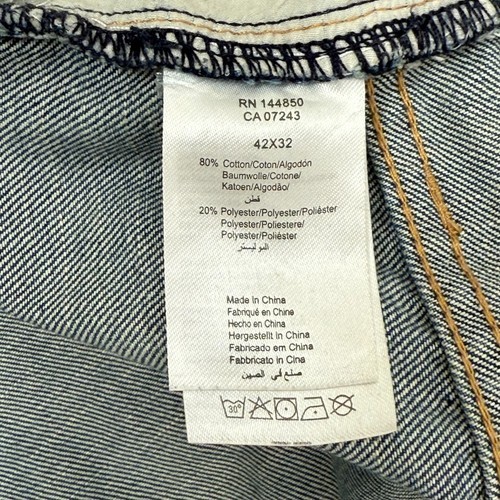 RN 144850
CA 07243
42X32
80% Cotton/Coton/Algodón
Baumwolle/Cotone/
Katoen/Algodão/
قطن
20% Polyester/Polyester/Poliéster
Polyester/Poliestere/
Polyester/Poliéster
البوليستر
Made in China
Fabriqué en Chine
Hecho en China
Hergestellt in China
Fabricado em China
Fabbricato in Cina
صنع في الصين
30°